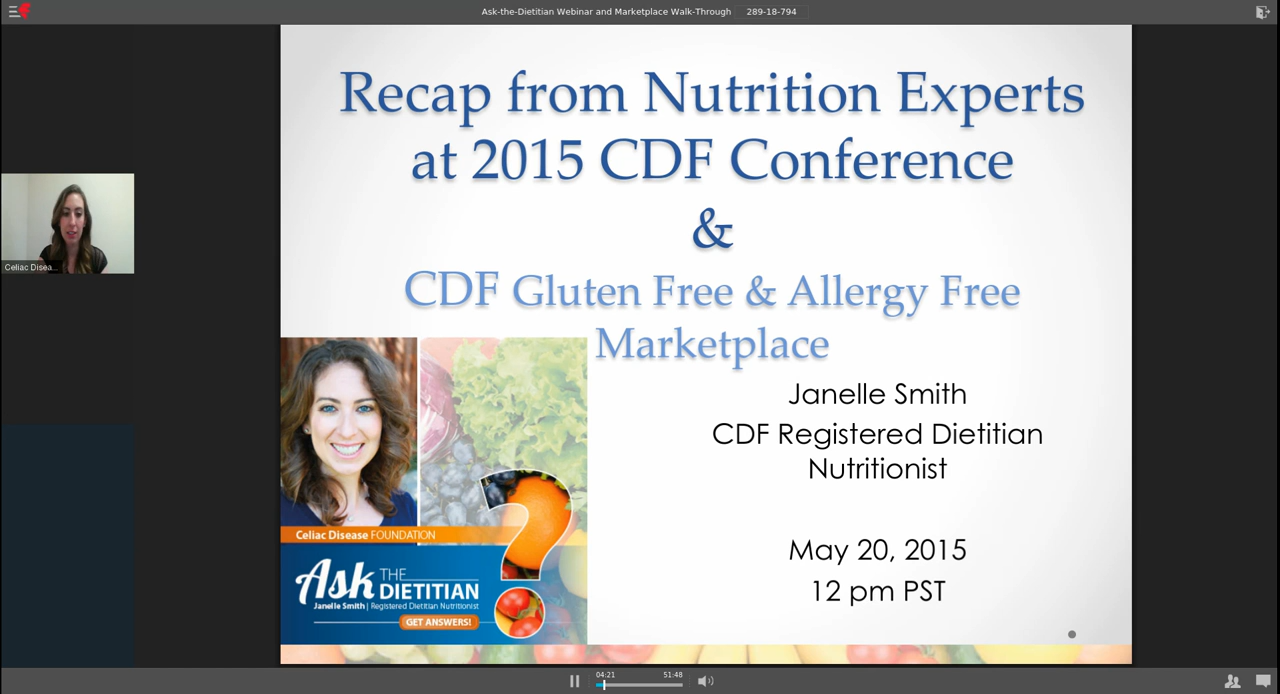 Ask-the-Dietitian Webinar and Marketplace Walk-Through 289-18-794
Recap from Nutrition Experts
at 2015 CDF Conference
&
CDF Gluten Free & Allergy Free
Marketplace
Celiac Disea...
Janelle Smith
CDF Registered Dietitian
Nutritionist
May 20, 2015
12 pm PST
Celiac Disease FOUNDATION
Ask THE
DIETITIAN
Janelle Smith | Registered Dietitian Nutritionist
GET ANSWERS!
?
04:21 51:48